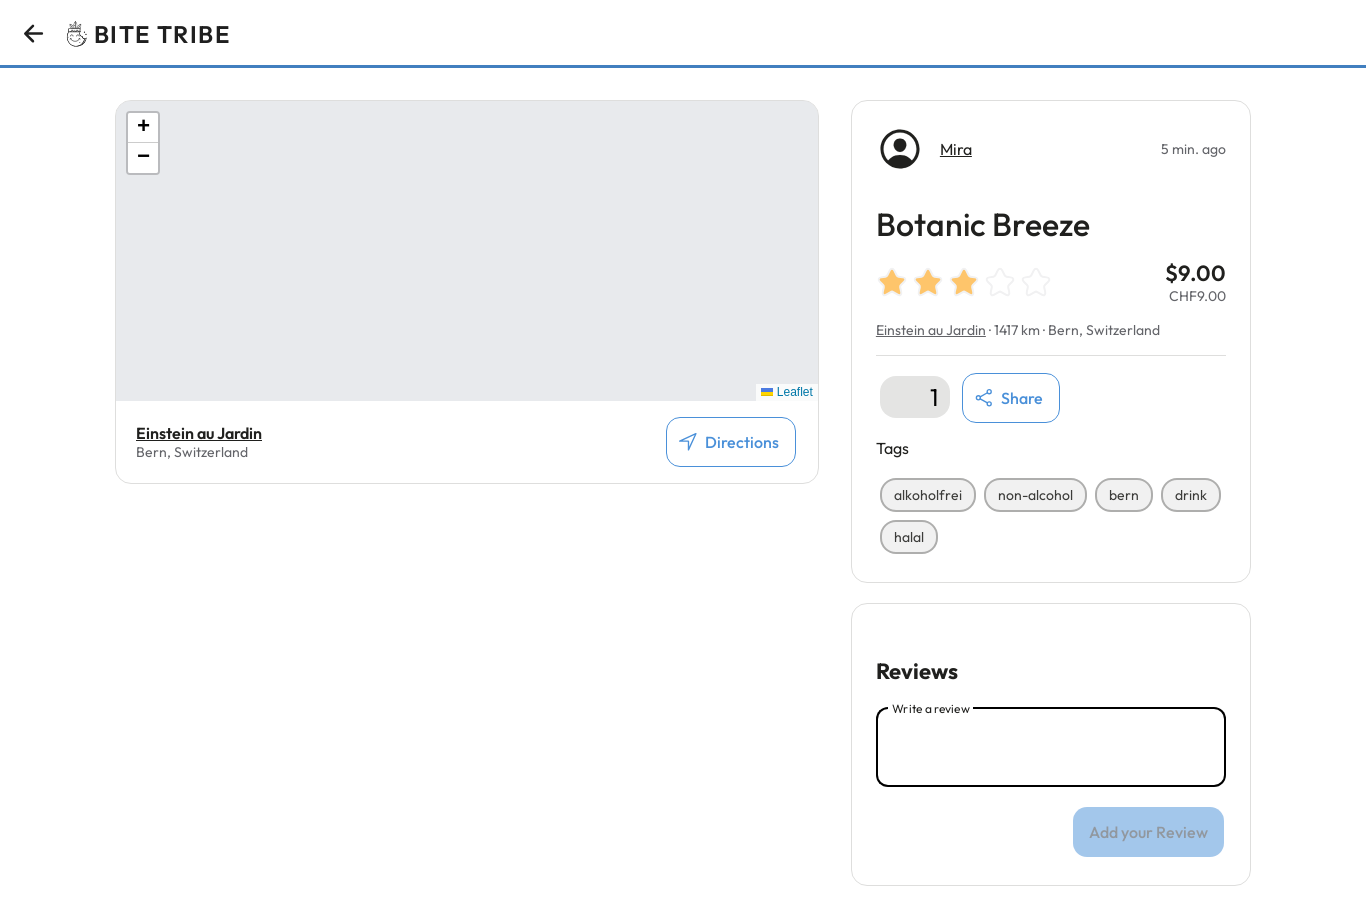 BITE TRIBE
+
−
Leaflet
Einstein au Jardin
Bern, Switzerland
Directions
Mira
5 min. ago
Botanic Breeze
$9.00
CHF9.00
Einstein au Jardin · 1417 km · Bern, Switzerland
1
Share
Tags
alkoholfrei
non-alcohol
bern
drink
halal
Reviews
Write a review
Add your Review